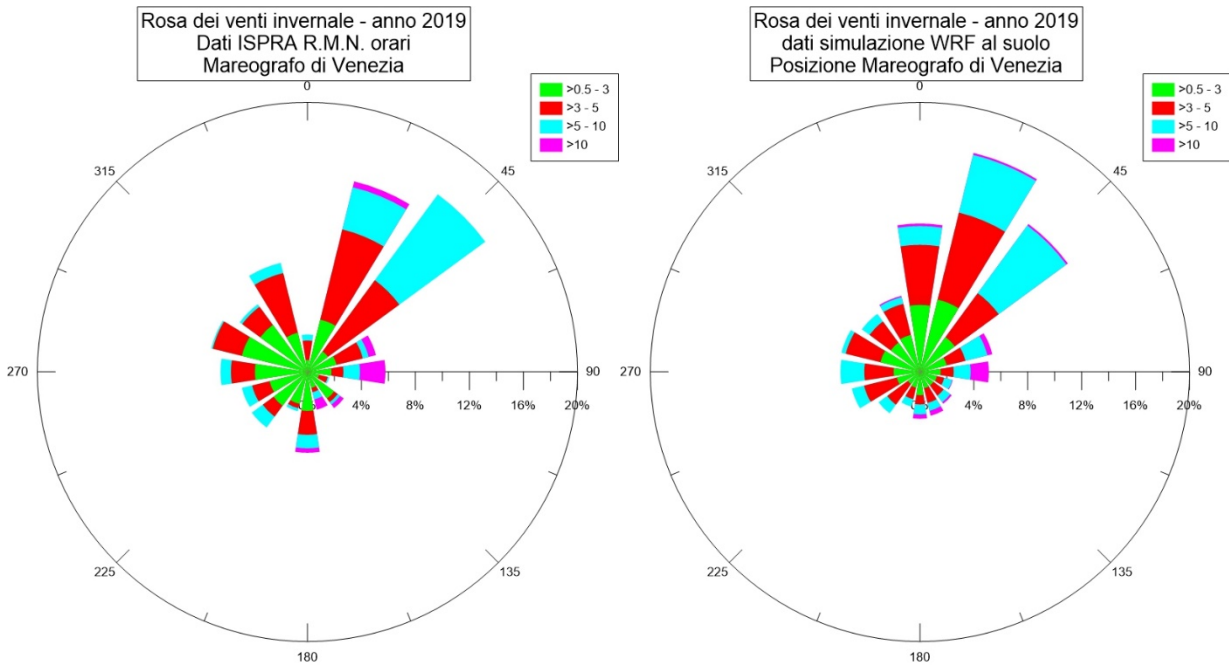 Rosa dei venti invernale - anno 2019
Dati ISPRA R.M.N. orari
Mareografo di Venezia
0
>0.5 - 3
>3 - 5
>5 - 10
>10
315
45
270
90
4%
8%
12%
16%
20%
225
135
180
Rosa dei venti invernale - anno 2019
dati simulazione WRF al suolo
Posizione Mareografo di Venezia
0
>0.5 - 3
>3 - 5
>5 - 10
>10
315
45
270
90
4%
8%
12%
16%
20%
225
135
180